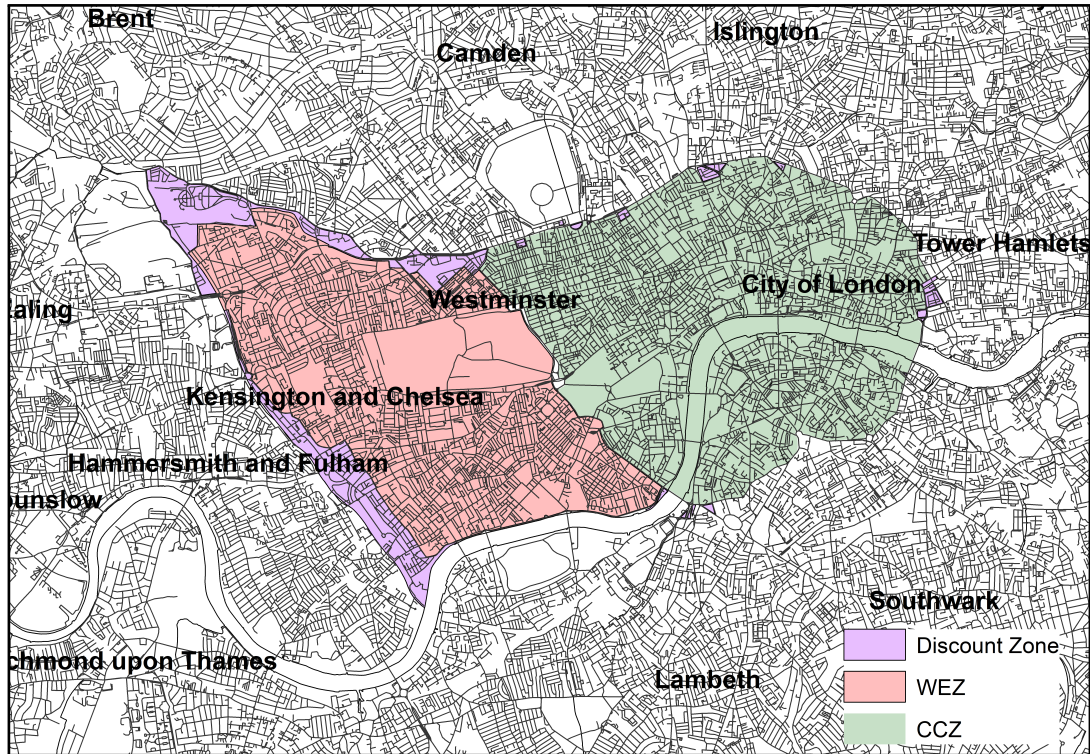 Brent
Islington
Camden
Tower Hamlets
City of London
Westminster
aling
Kensington and Chelsea
Hammersmith and Fulham
ounslow
Southwark
chmond upon Thames
Lambeth
Discount Zone
WEZ
CCZ